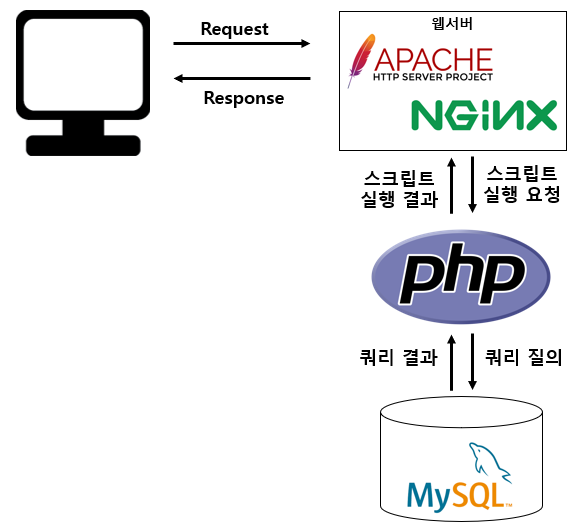 웹서버
Request
APACHE
HTTP SERVER PROJECT
Response
NGiNX
스크립트
실행 결과
스크립트
실행 요청
php
쿼리 결과
쿼리 질의
MySQL™